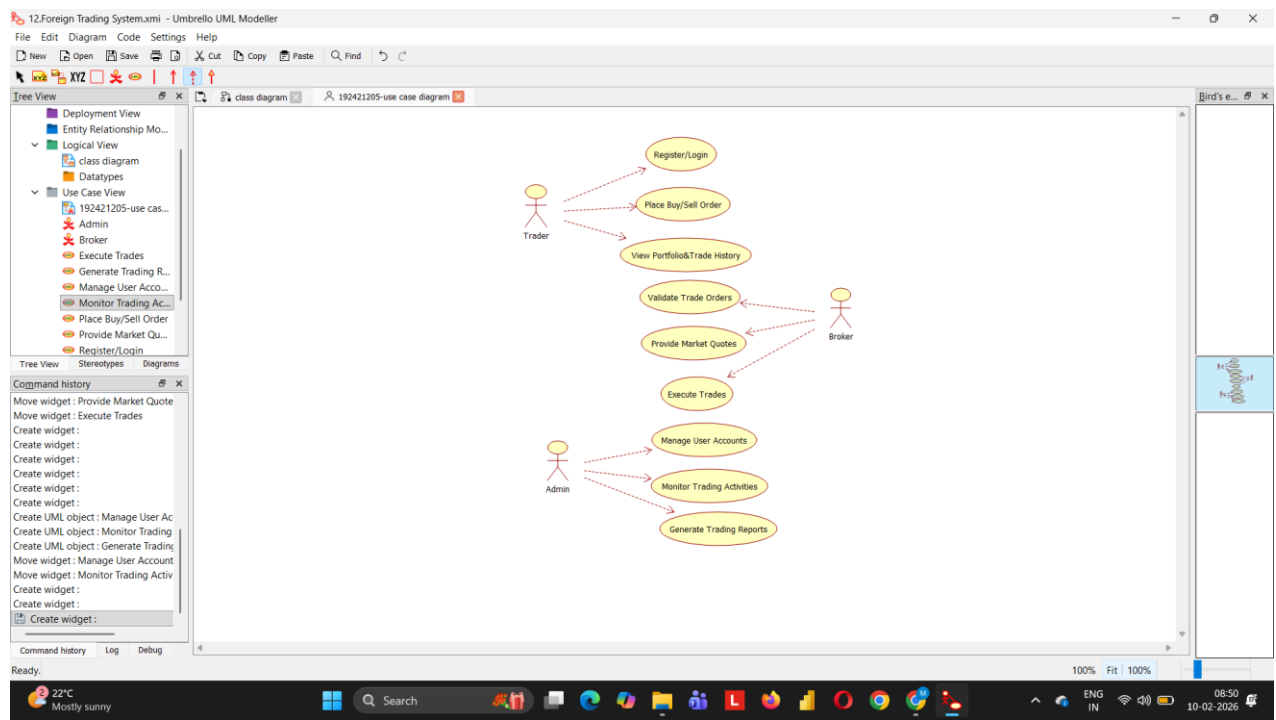 12.Foreign Trading System.xmi - Umbrello UML Modeller
File Edit Diagram Code Settings Help
New Open Save Cut Copy Paste Find
XYZ XYZ
Tree View
class diagram 192421205-use case diagram
Bird's e...
Deployment View
Entity Relationship Mo...
Logical View
class diagram
Datatypes
Use Case View
192421205-use cas...
Admin
Broker
Execute Trades
Generate Trading R...
Manage User Acco...
Monitor Trading Ac...
Place Buy/Sell Order
Provide Market Qu...
Register/Login
Tree View Stereotypes Diagrams
Command history
Move widget : Provide Market Quote
Move widget : Execute Trades
Create widget :
Create widget :
Create widget :
Create widget :
Create widget :
Create widget :
Create UML object : Manage User Ac
Create UML object : Monitor Trading
Create UML object : Generate Trading
Move widget : Manage User Account
Move widget : Monitor Trading Activ
Create widget :
Create widget :
Create widget :
Command history Log Debug
Register/Login
Place Buy/Sell Order
Trader
View Portfolio&Trade History
Validate Trade Orders
Broker
Provide Market Quotes
Execute Trades
Manage User Accounts
Admin
Monitor Trading Activities
Generate Trading Reports
Ready.
100% Fit 100%
2
22°C
Mostly sunny
Search
L
M
ENG
IN
08:50
10-02-2026